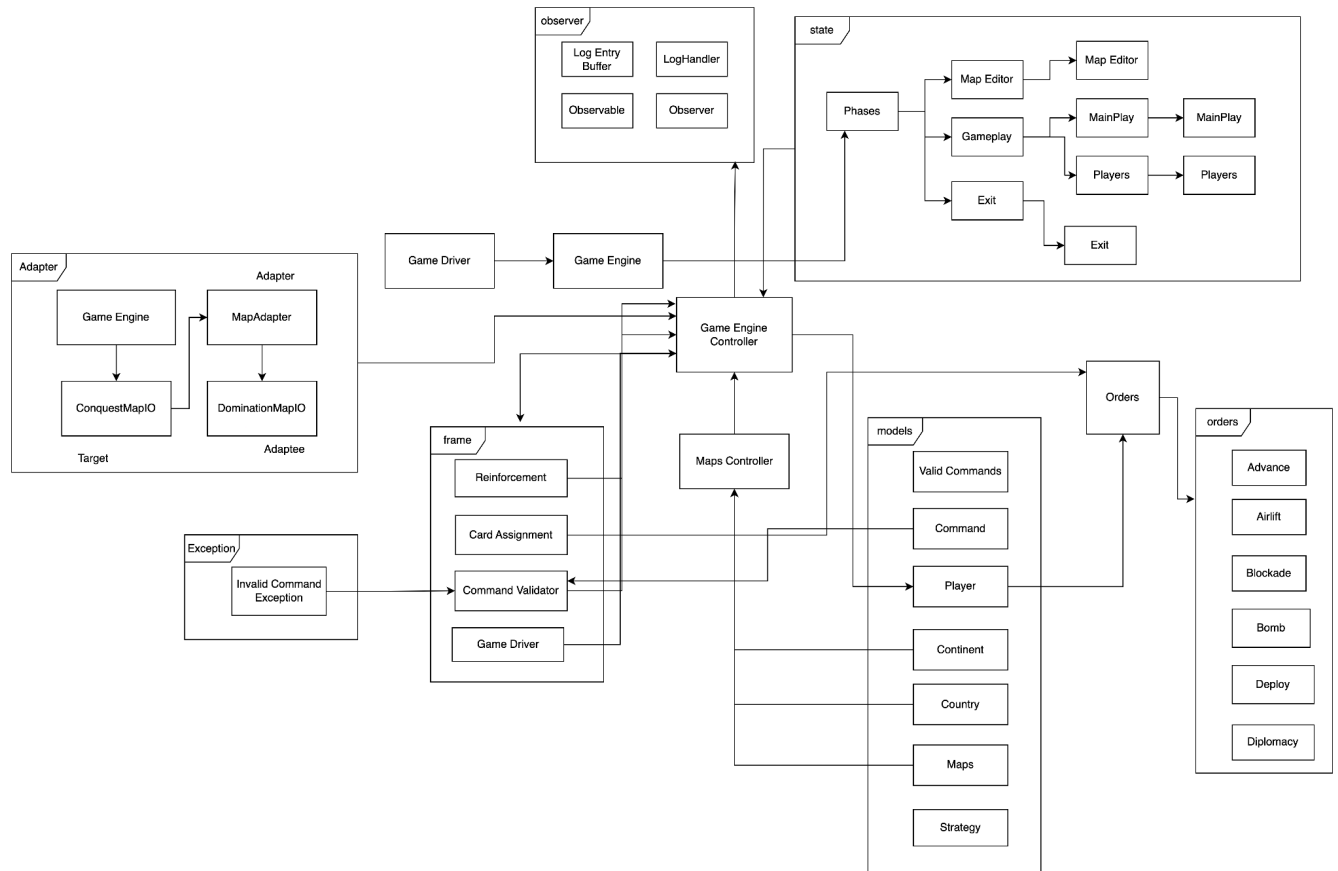 observer
Log Entry
Buffer
LogHandler
Observable
Observer
state
Phases
Map Editor
Map Editor
Gameplay
MainPlay
MainPlay
Players
Players
Exit
Exit
Game Driver
Game Engine
Adapter
Adapter
Game Engine
MapAdapter
ConquestMapIO
DominationMapIO
Target
Adaptee
Game Engine
Controller
Maps Controller
frame
Reinforcement
Card Assignment
Command Validator
Game Driver
Exception
Invalid Command
Exception
models
Valid Commands
Command
Player
Continent
Country
Maps
Strategy
Orders
orders
Advance
Airlift
Blockade
Bomb
Deploy
Diplomacy